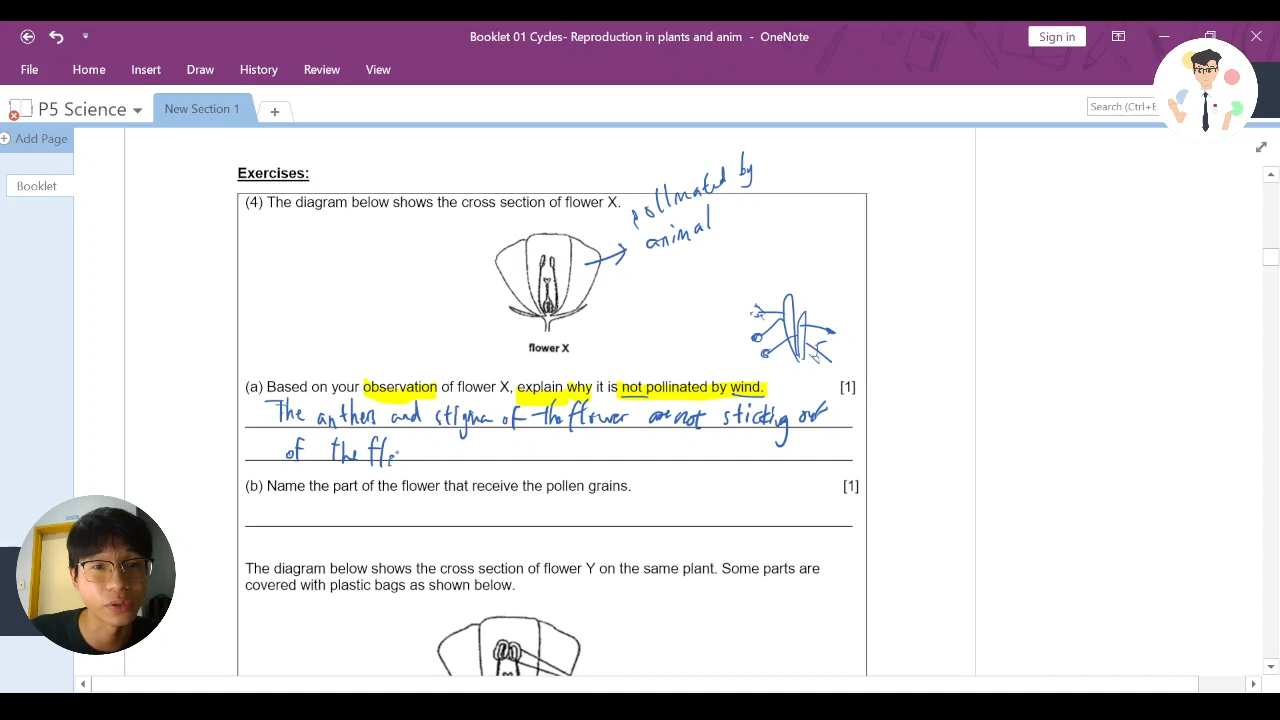 Booklet 01 Cycles- Reproduction in plants and anim - OneNote
Sign in
File Home Insert Draw History Review View
P5 Science
New Section 1
+
Search (Ctrl+E
Add Page
Booklet
Exercises:
(4) The diagram below shows the cross section of flower X.
pollinated by
animal
flower X
(a) Based on your observation of flower X, explain why it is not pollinated by wind. [1]
The anthers and stigma of the flower are not sticking out
of the
(b) Name the part of the flower that receive the pollen grains. [1]
The diagram below shows the cross section of flower Y on the same plant. Some parts are
covered with plastic bags as shown below.